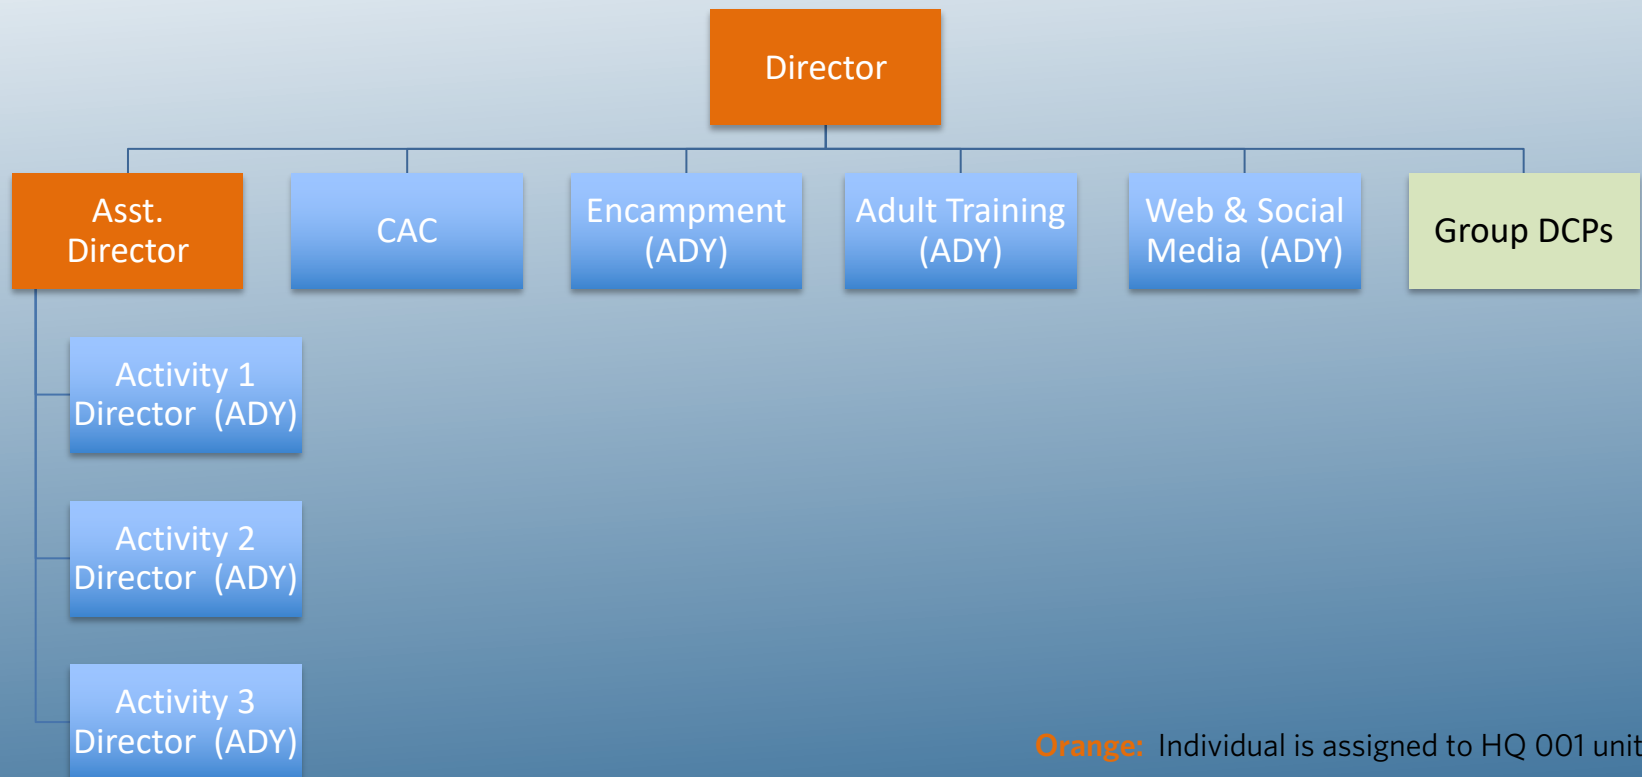 Director
Asst.
Director
CAC
Encampment
(ADY)
Adult Training
(ADY)
Web & Social
Media (ADY)
Group DCPs
Activity 1
Director (ADY)
Activity 2
Director (ADY)
Activity 3
Director (ADY)
Orange: Individual is assigned to HQ 001 unit